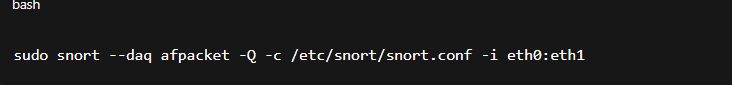 bash
sudo snort --daq afpacket -Q -c /etc/snort/snort.conf -i eth0:eth1